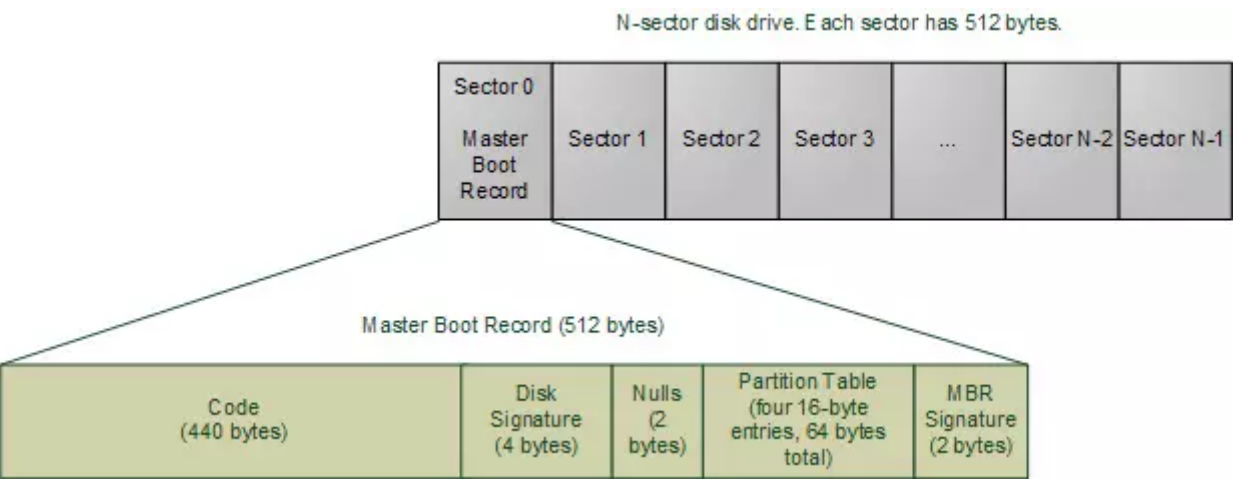 N-sector disk drive. Each sector has 512 bytes.
Sector 0
Master
Boot
Record
Sector 1
Sector 2
Sector 3
...
Sector N-2
Sector N-1
Master Boot Record (512 bytes)
Code
(440 bytes)
Disk
Signature
(4 bytes)
Nulls
(2
bytes)
Partition Table
(four 16-byte
entries, 64 bytes
total)
MBR
Signature
(2 bytes)